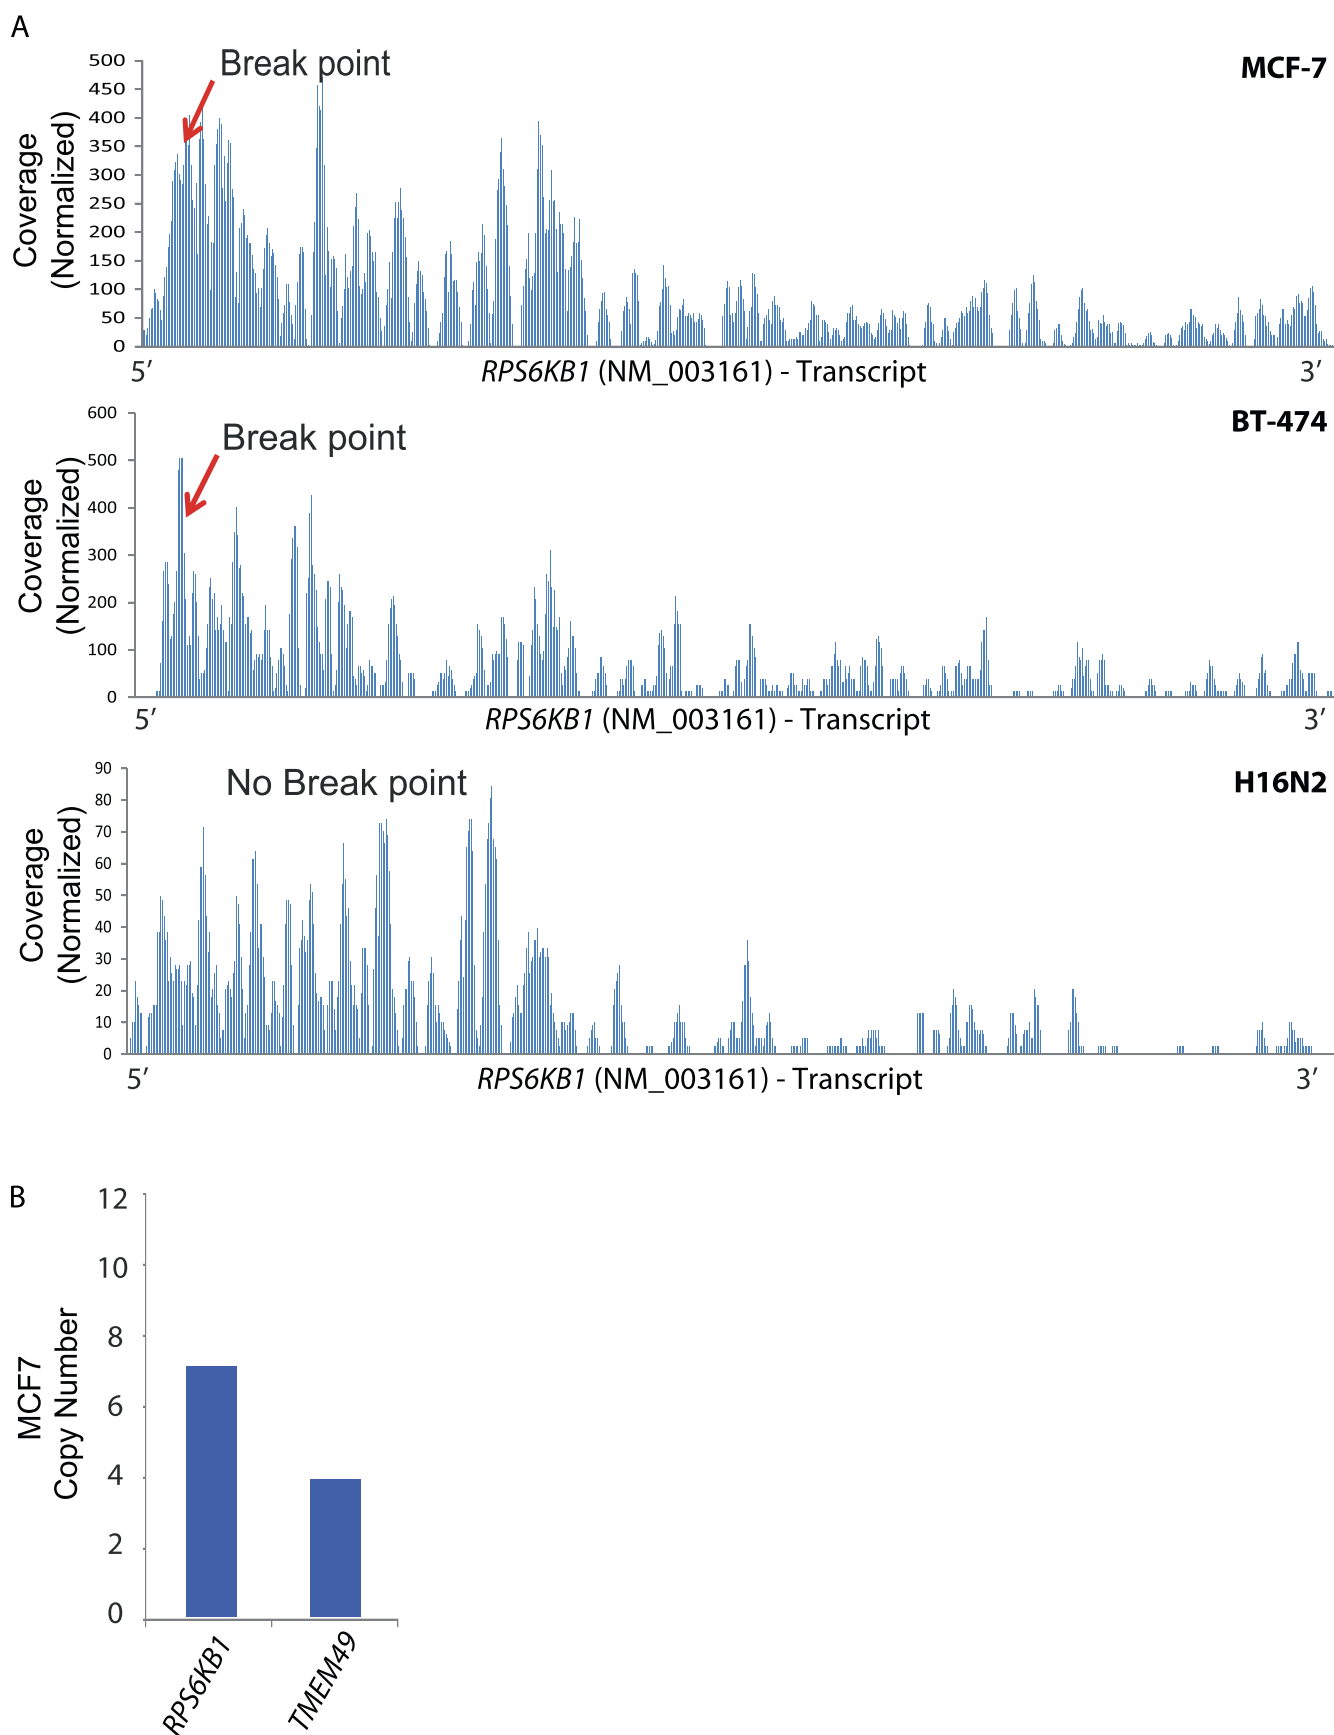 A
Break point
MCF-7
500
450
400
350
300
250
200
150
100
50
0
Coverage
(Normalized)
5′
RPS6KB1 (NM_003161) - Transcript
3′
Break point
BT-474
600
500
400
300
200
100
0
Coverage
(Normalized)
5′
RPS6KB1 (NM_003161) - Transcript
3′
No Break point
H16N2
90
80
70
60
50
40
30
20
10
0
Coverage
(Normalized)
5′
RPS6KB1 (NM_003161) - Transcript
3′
B
12
10
8
6
4
2
0
MCF7
Copy Number
RPS6KB1
TMEM49